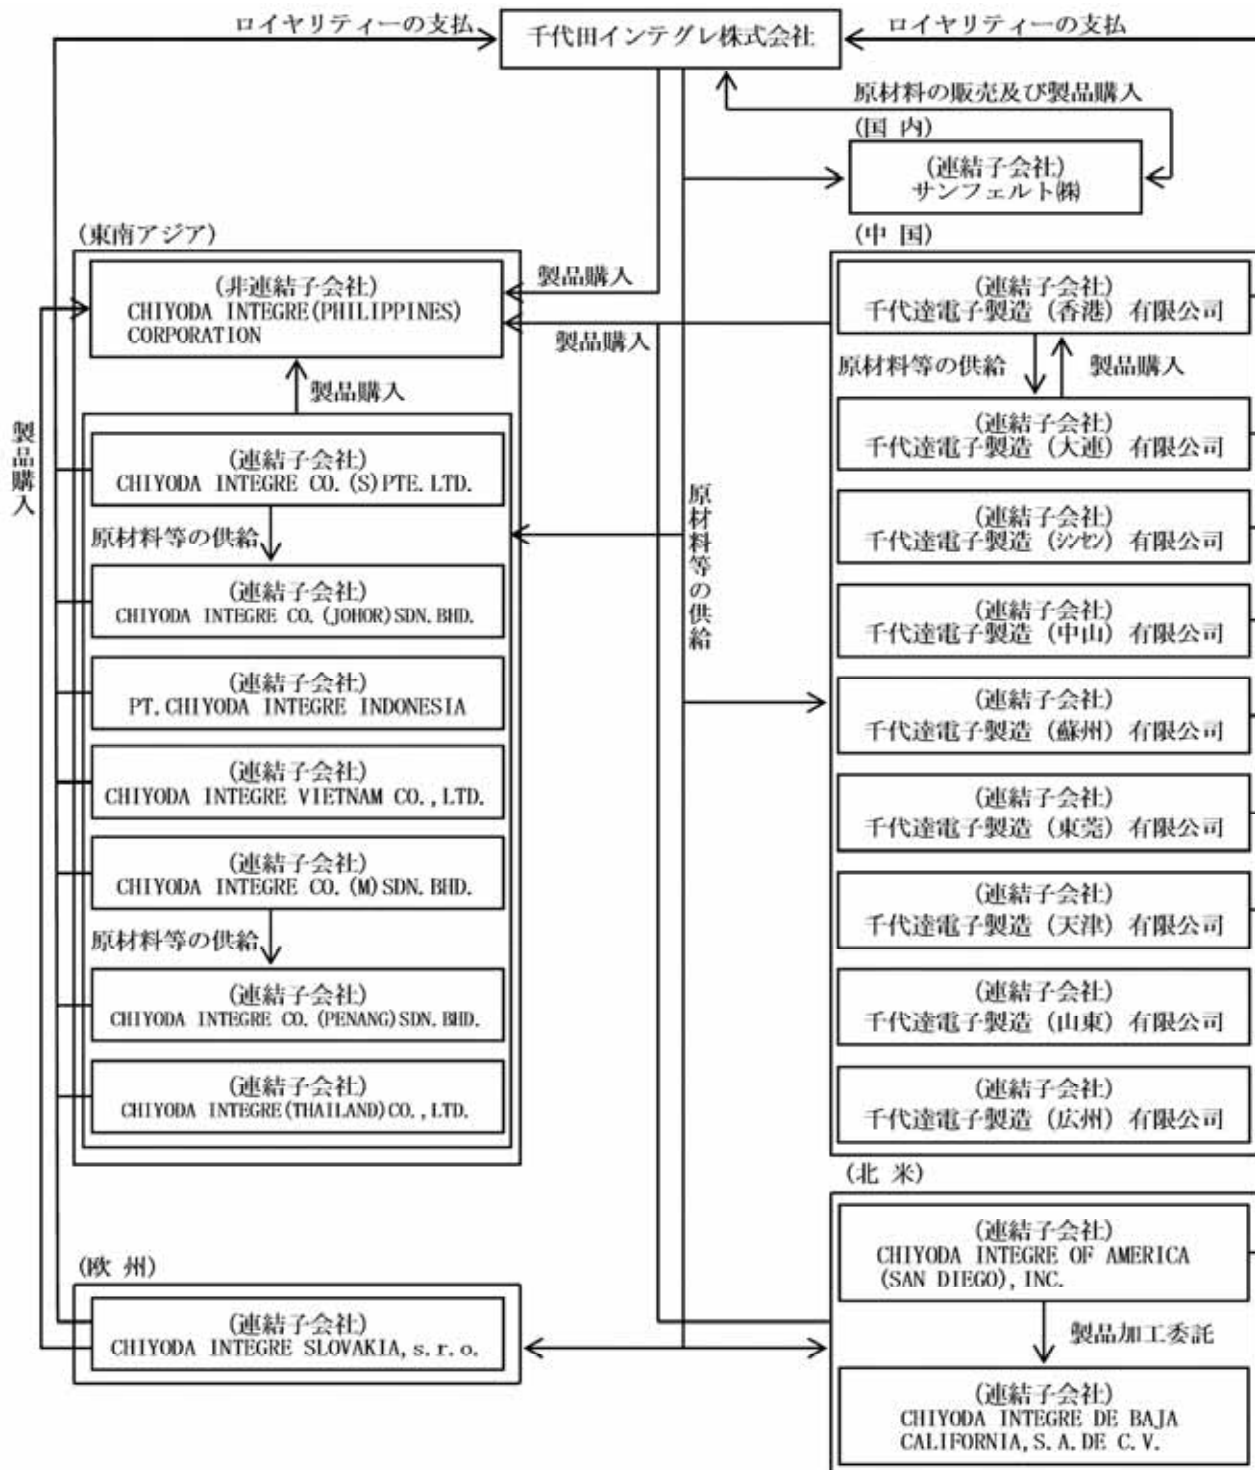 ロイヤリティーの支払
千代田インテグレ株式会社
ロイヤリティーの支払
原材料の販売及び製品購入
(国 内)
(連結子会社)
サンフェルト㈱
(東南アジア)
(非連結子会社)
CHIYODA INTEGRE(PHILIPPINES)
CORPORATION
製品購入
製品購入
製品購入
製品購入
(連結子会社)
CHIYODA INTEGRE CO.(S)PTE.LTD.
原材料等の供給
(連結子会社)
CHIYODA INTEGRE CO.(JOHOR)SDN.BHD.
(連結子会社)
PT.CHIYODA INTEGRE INDONESIA
(連結子会社)
CHIYODA INTEGRE VIETNAM CO.,LTD.
(連結子会社)
CHIYODA INTEGRE CO.(M)SDN.BHD.
原材料等の供給
(連結子会社)
CHIYODA INTEGRE CO.(PENANG)SDN.BHD.
(連結子会社)
CHIYODA INTEGRE(THAILAND)CO.,LTD.
(欧 州)
(連結子会社)
CHIYODA INTEGRE SLOVAKIA,s.r.o.
原材料等の供給
(中 国)
(連結子会社)
千代達電子製造(香港)有限公司
原材料等の供給
製品購入
(連結子会社)
千代達電子製造(大連)有限公司
(連結子会社)
千代達電子製造(シンセン)有限公司
(連結子会社)
千代達電子製造(中山)有限公司
(連結子会社)
千代達電子製造(蘇州)有限公司
(連結子会社)
千代達電子製造(東莞)有限公司
(連結子会社)
千代達電子製造(天津)有限公司
(連結子会社)
千代達電子製造(山東)有限公司
(連結子会社)
千代達電子製造(広州)有限公司
(北 米)
(連結子会社)
CHIYODA INTEGRE OF AMERICA
(SAN DIEGO),INC.
製品加工委託
(連結子会社)
CHIYODA INTEGRE DE BAJA
CALIFORNIA,S.A.DE C.V.